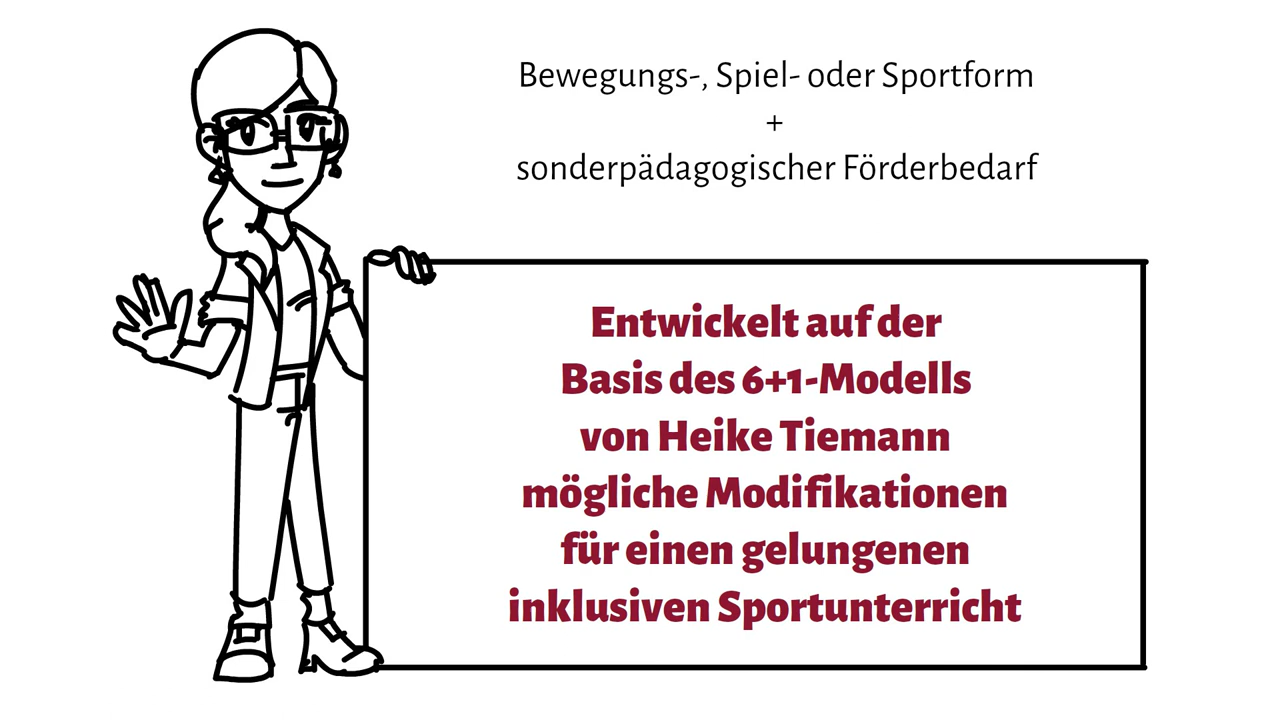 Bewegungs-, Spiel- oder Sportform
+
sonderpädagogischer Förderbedarf
Entwickelt auf der
Basis des 6+1-Modells
von Heike Tiemann
mögliche Modifikationen
für einen gelungenen
inklusiven Sportunterricht